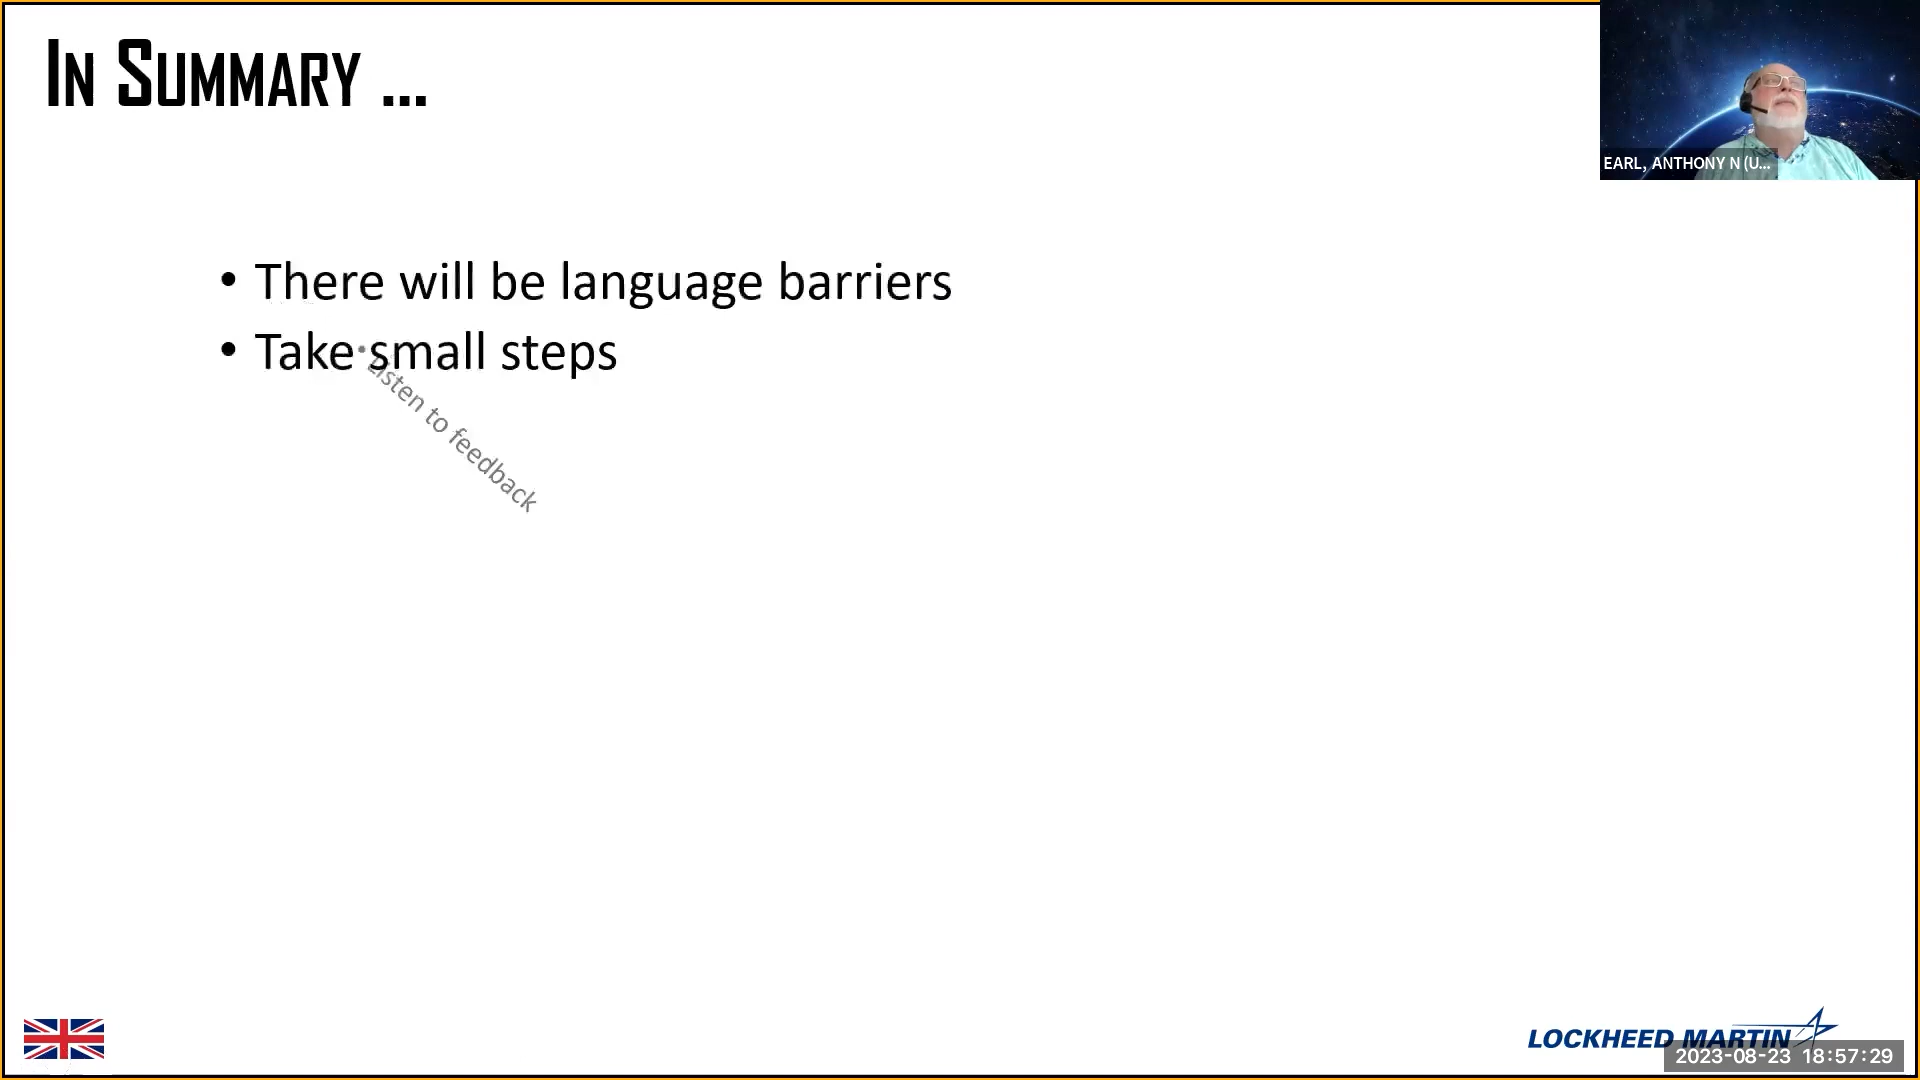 In Summary ...
EARL, ANTHONY N (U...
• There will be language barriers
• Take small steps
• Listen to feedback
LOCKHEED MARTIN
2023-08-23 18:57:29